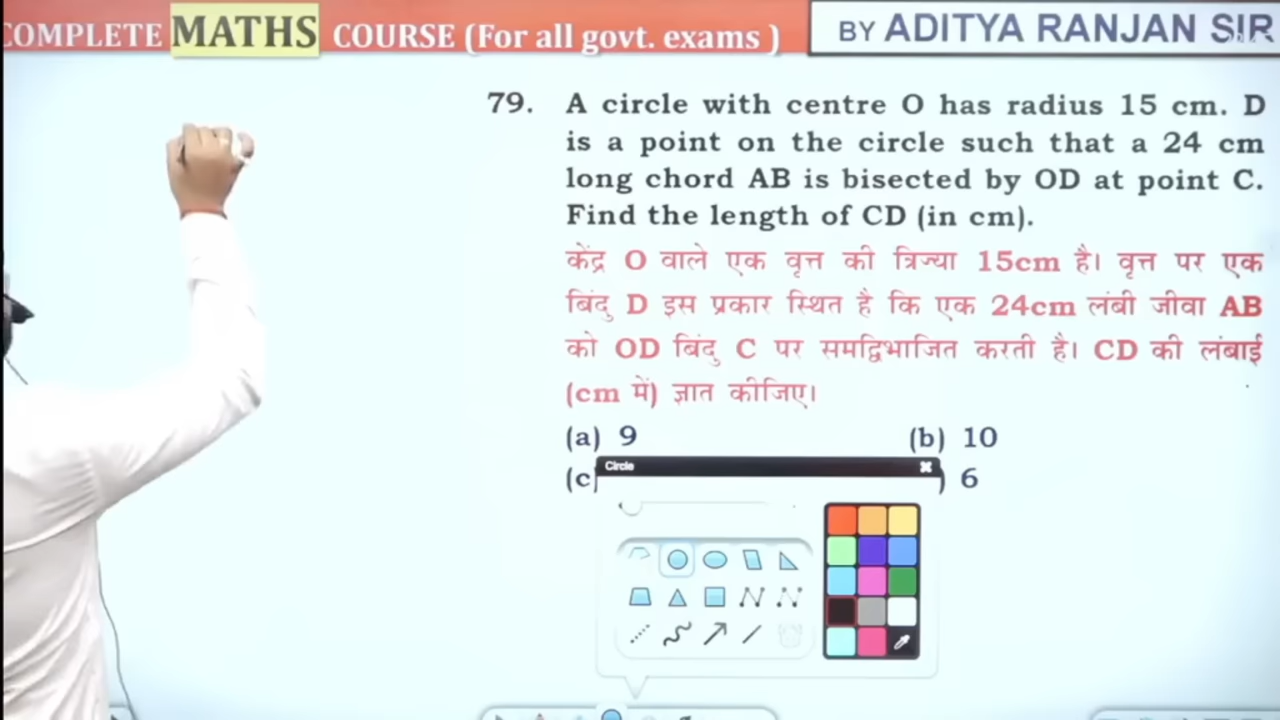 COMPLETE MATHS COURSE (For all govt. exams )
BY ADITYA RANJAN SIR
79. A circle with centre O has radius 15 cm. D
is a point on the circle such that a 24 cm
long chord AB is bisected by OD at point C.
Find the length of CD (in cm).
केंद्र O वाले एक वृत्त की त्रिज्या 15cm है। वृत्त पर एक
बिंदु D इस प्रकार स्थित है कि एक 24cm लंबी जीवा AB
को OD बिंदु C पर समद्विभाजित करती है। CD की लंबाई
(cm में) ज्ञात कीजिए।
(a) 9 (b) 10
(c ) 6
Circle